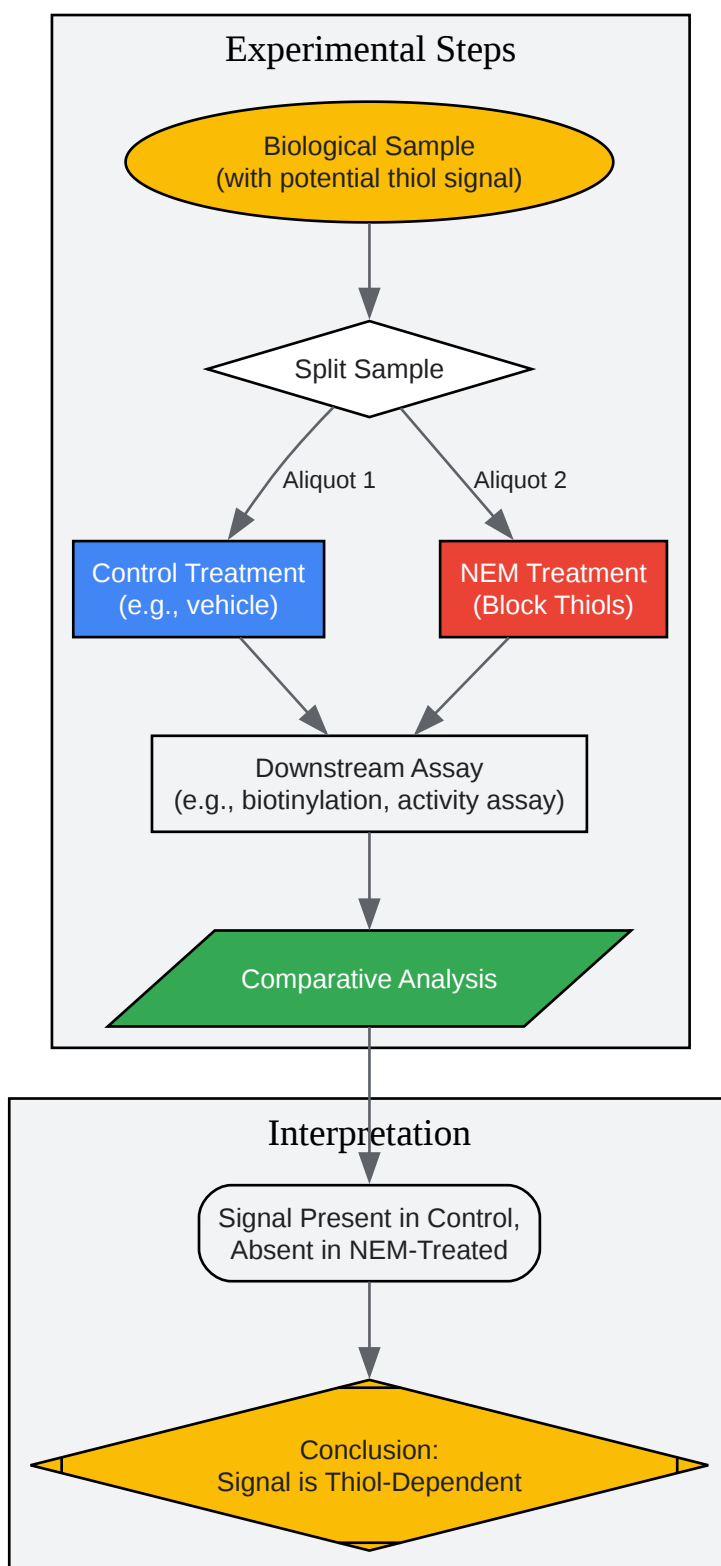 Experimental Steps
Biological Sample
(with potential thiol signal)
Split Sample
Aliquot 1
Aliquot 2
Control Treatment
(e.g., vehicle)
NEM Treatment
(Block Thiols)
Downstream Assay
(e.g., biotinylation, activity assay)
Comparative Analysis
Interpretation
Signal Present in Control,
Absent in NEM-Treated
Conclusion:
Signal is Thiol-Dependent